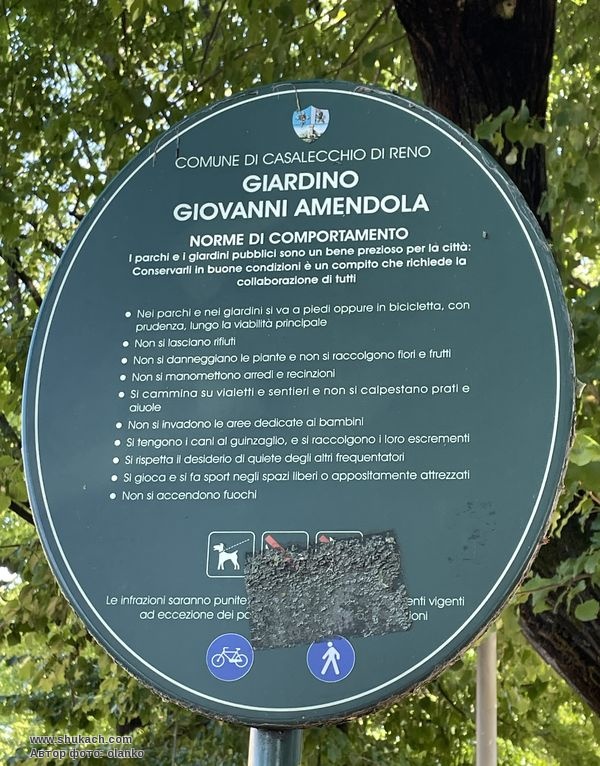 COMUNE DI CASALECCHIO DI RENO
GIARDINO
GIOVANNI AMENDOLA
NORME DI COMPORTAMENTO
I parchi e i giardini pubblici sono un bene prezioso per la città:
Conservarli in buone condizioni è un compito che richiede la
collaborazione di tutti
• Nei parchi e nei giardini si va a piedi oppure in bicicletta, con
prudenza, lungo la viabilità principale
• Non si lasciano rifiuti
• Non si danneggiano le piante e non si raccolgono fiori e frutti
• Non si manomettono arredi e recinzioni
• Si cammina su vialetti e sentieri e non si calpestano prati e
aiuole
• Non si invadono le aree dedicate ai bambini
• Si tengono i cani al guinzaglio, e si raccolgono i loro escrementi
• Si rispetta il desiderio di quiete degli altri frequentatori
• Si gioca e si fa sport negli spazi liberi o appositamente attrezzati
• Non si accendono fuochi
Le infrazioni saranno punite vigenti
ad eccezione dei
www.shukach.com
Автор фото: olanko